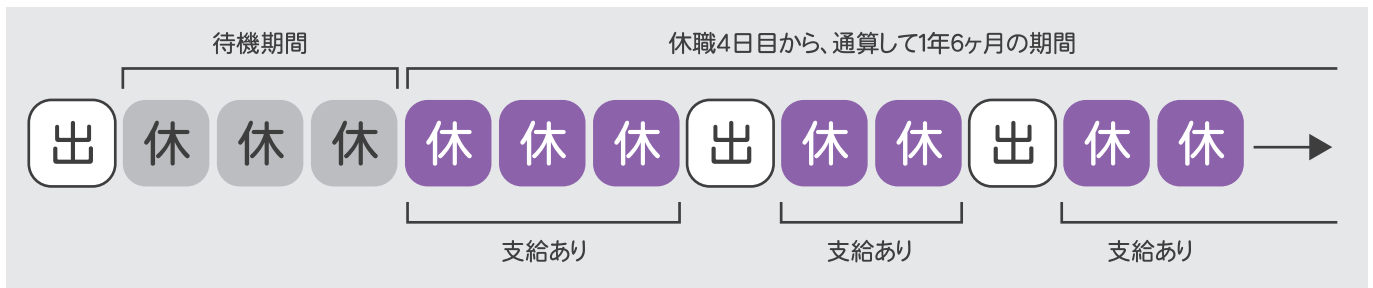 待機期間
休職4日目から、通算して1年6ヶ月の期間
出 休 休 休 休 休 休 出 休 休 出 休 休
支給あり
支給あり
支給あり